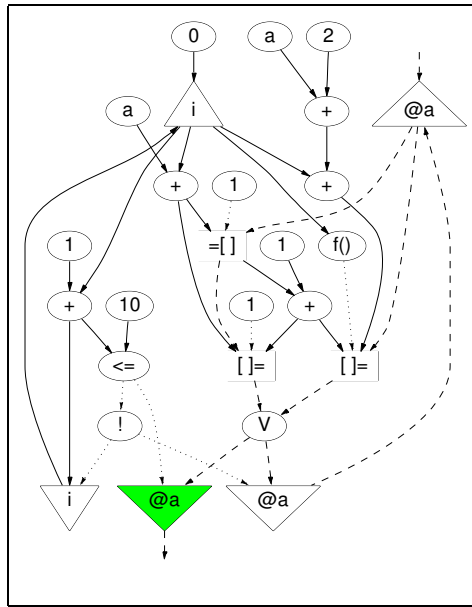 0 a 2
a i + @a
+ 1 +
1 =[ ] 1 f()
+ 10 1 +
<= [ ]= [ ]=
! V
i @a @a